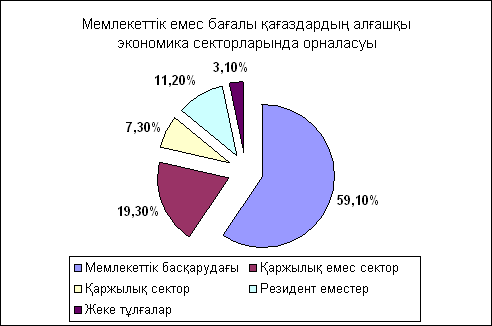 Мемлекеттік емес бағалы қағаздардың алғашқы
экономика секторларында орналасуы
3,10%
11,20%
7,30%
19,30%
59,10%
Мемлекеттік басқарудағы
Қаржылық емес сектор
Қаржылық сектор
Резидент еместер
Жеке тұлғалар